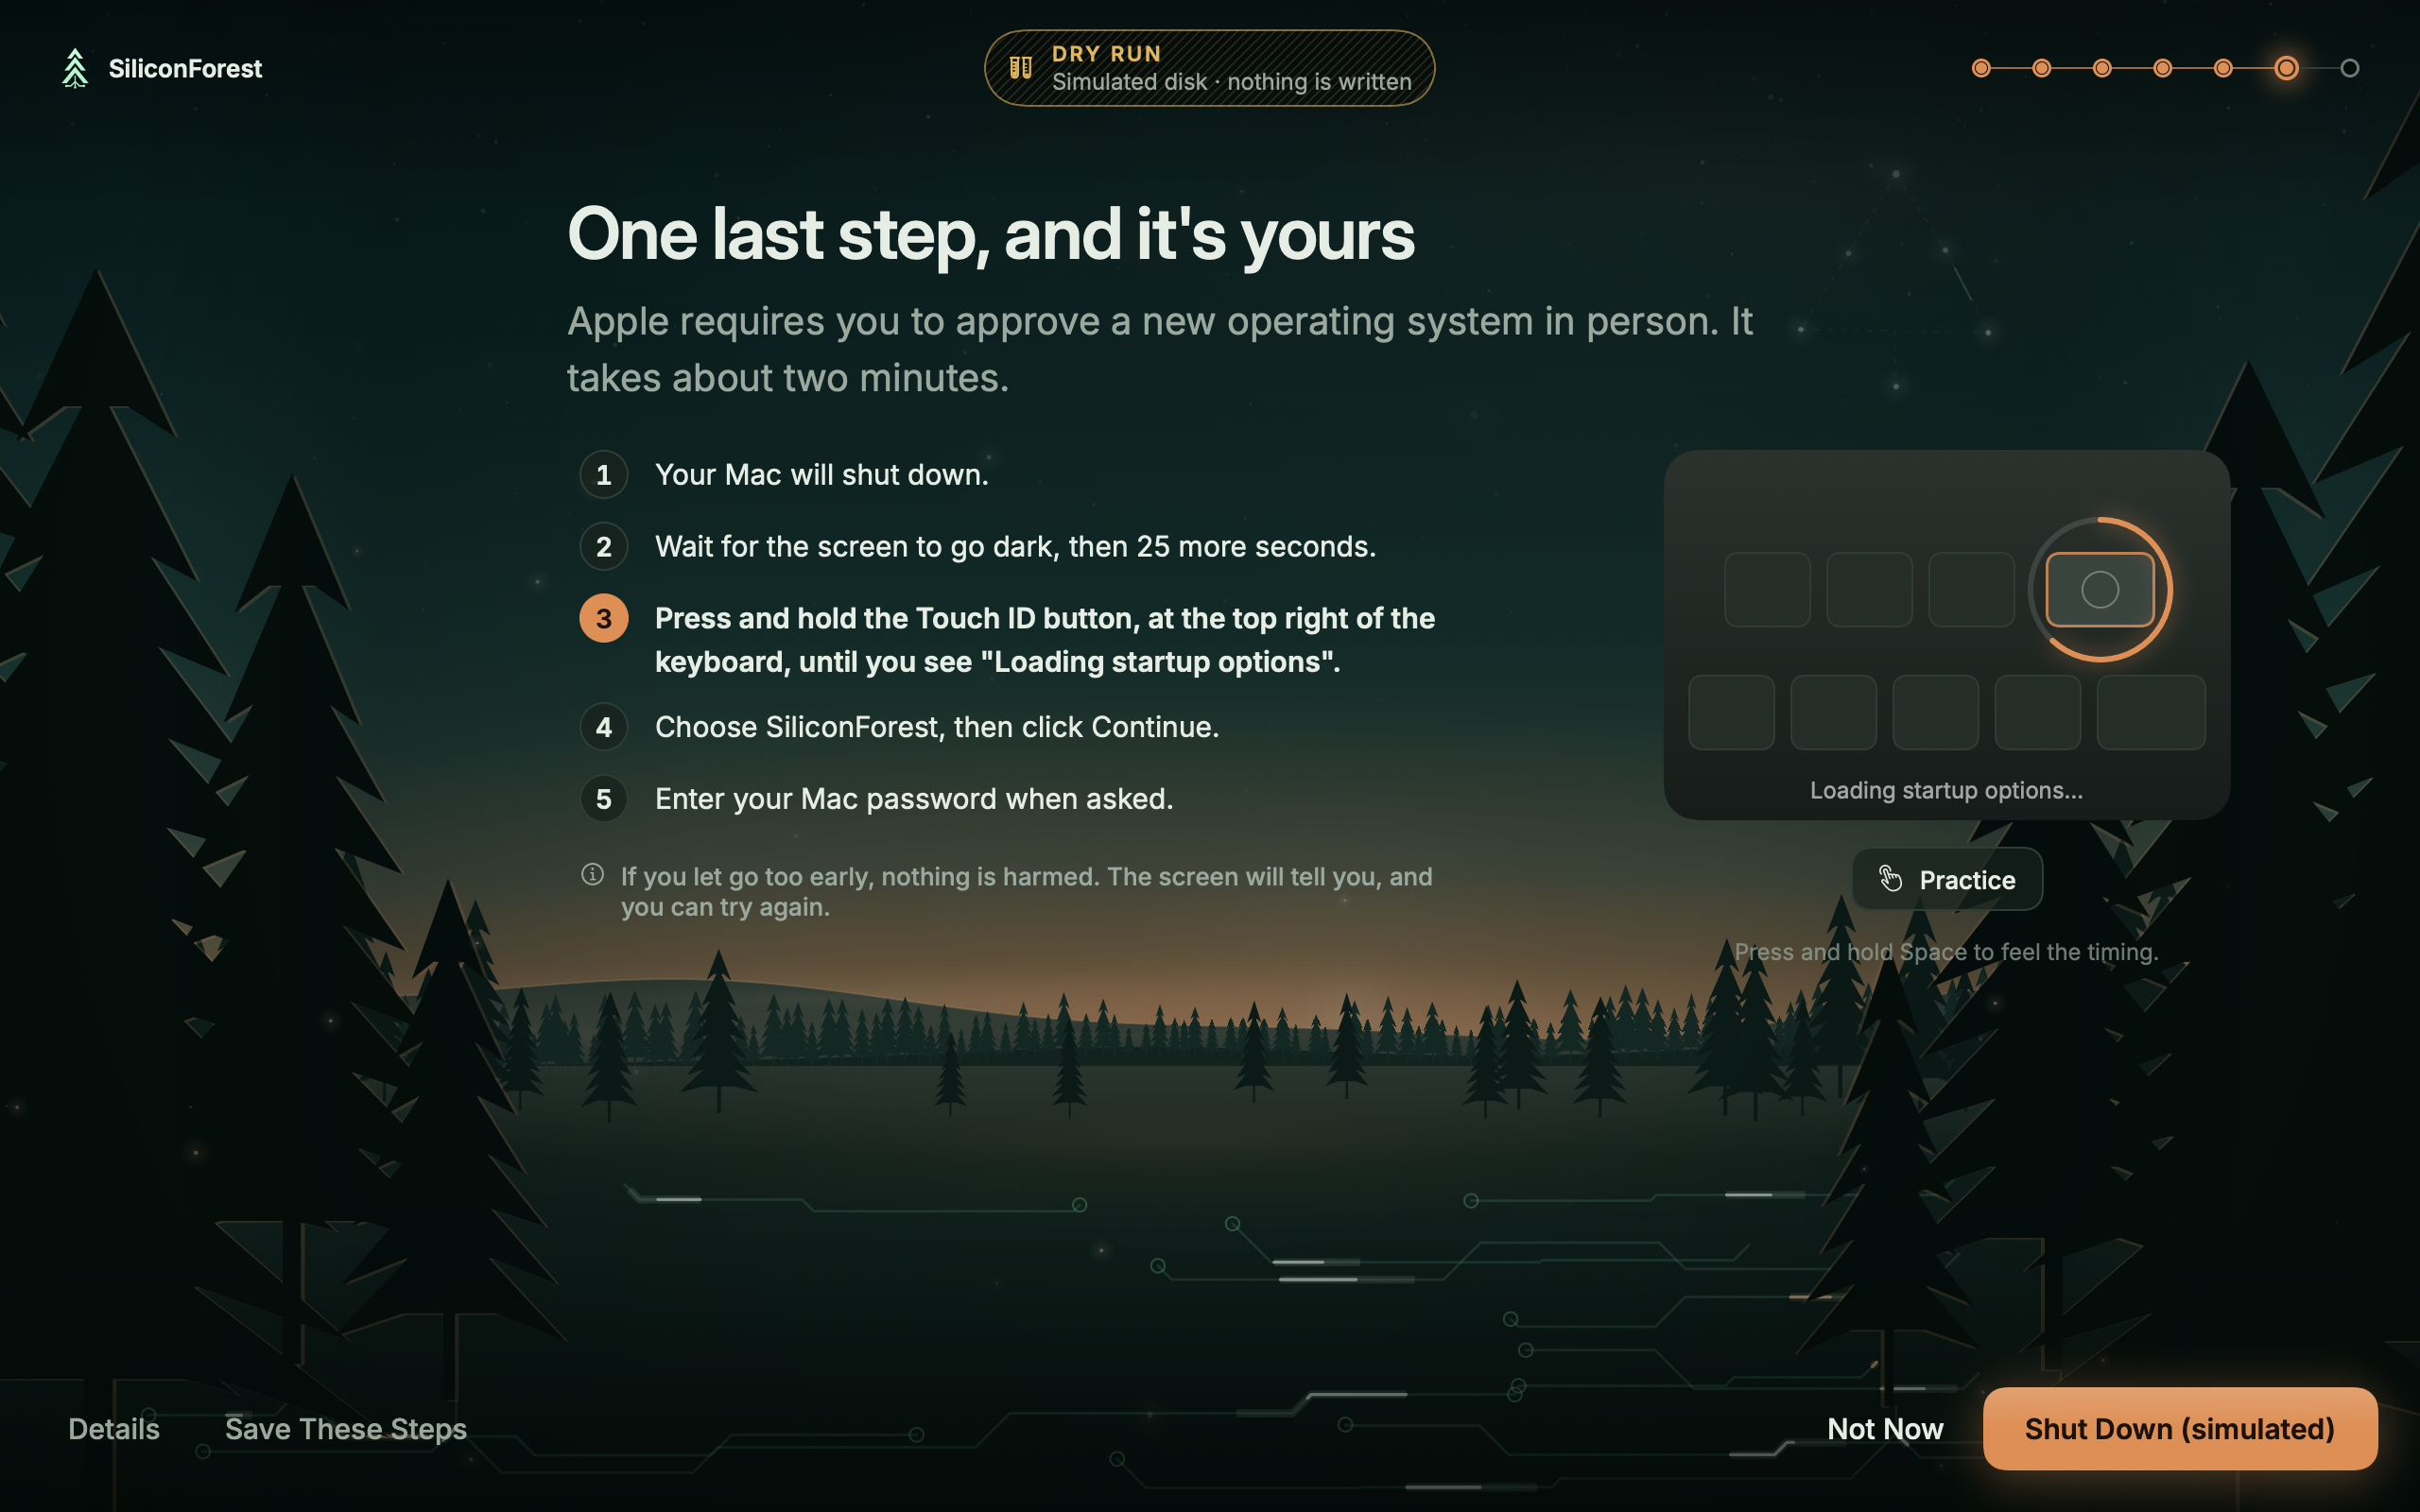 SiliconForest
DRY RUN
Simulated disk · nothing is written
One last step, and it's yours
Apple requires you to approve a new operating system in person. It
takes about two minutes.
1 Your Mac will shut down.
2 Wait for the screen to go dark, then 25 more seconds.
3 Press and hold the Touch ID button, at the top right of the
keyboard, until you see "Loading startup options".
4 Choose SiliconForest, then click Continue.
5 Enter your Mac password when asked.
If you let go too early, nothing is harmed. The screen will tell you, and
you can try again.
Loading startup options...
Practice
Press and hold Space to feel the timing.
Details
Save These Steps
Not Now
Shut Down (simulated)